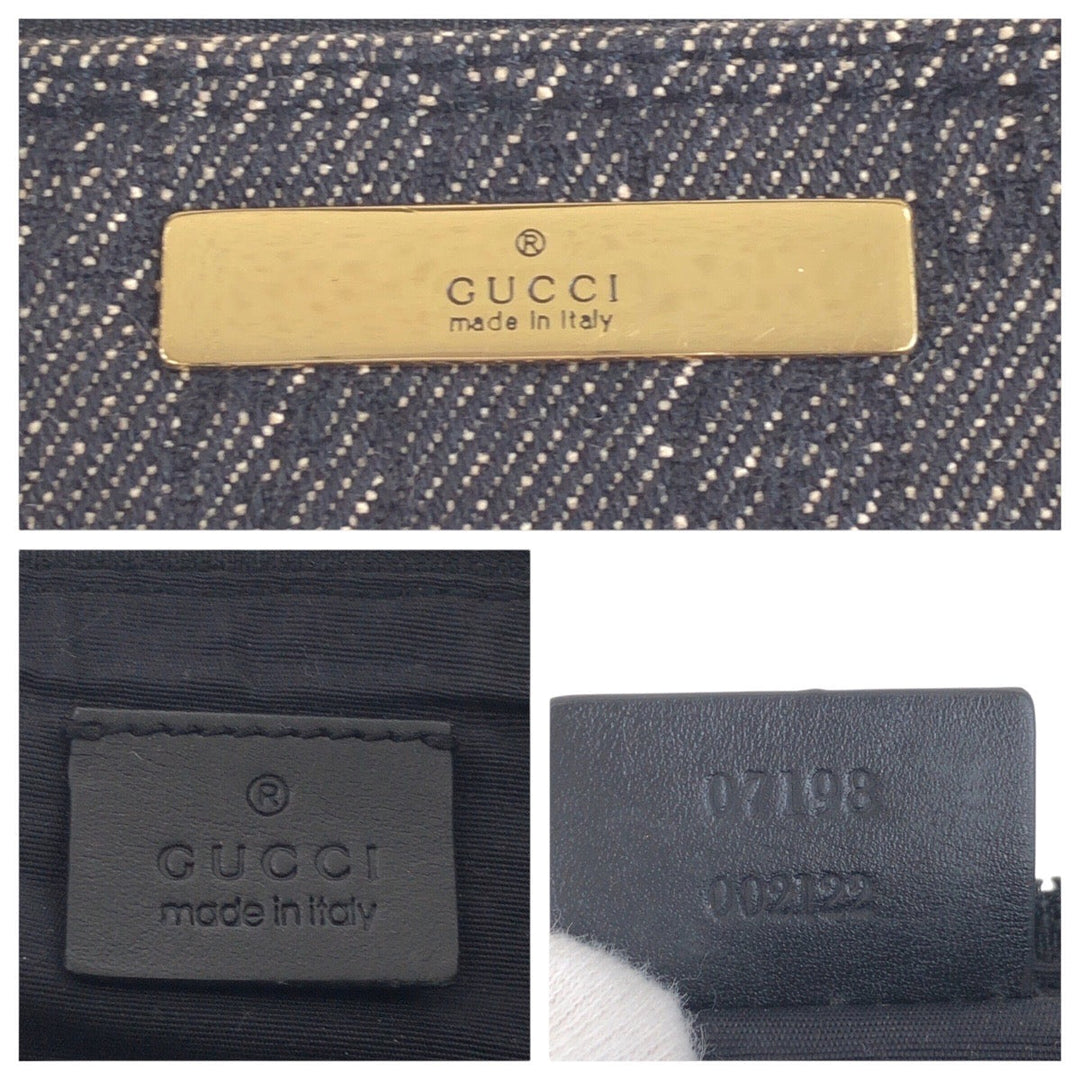 ®
GUCCI
made in Italy
®
GUCCI
made in italy
07198
002122